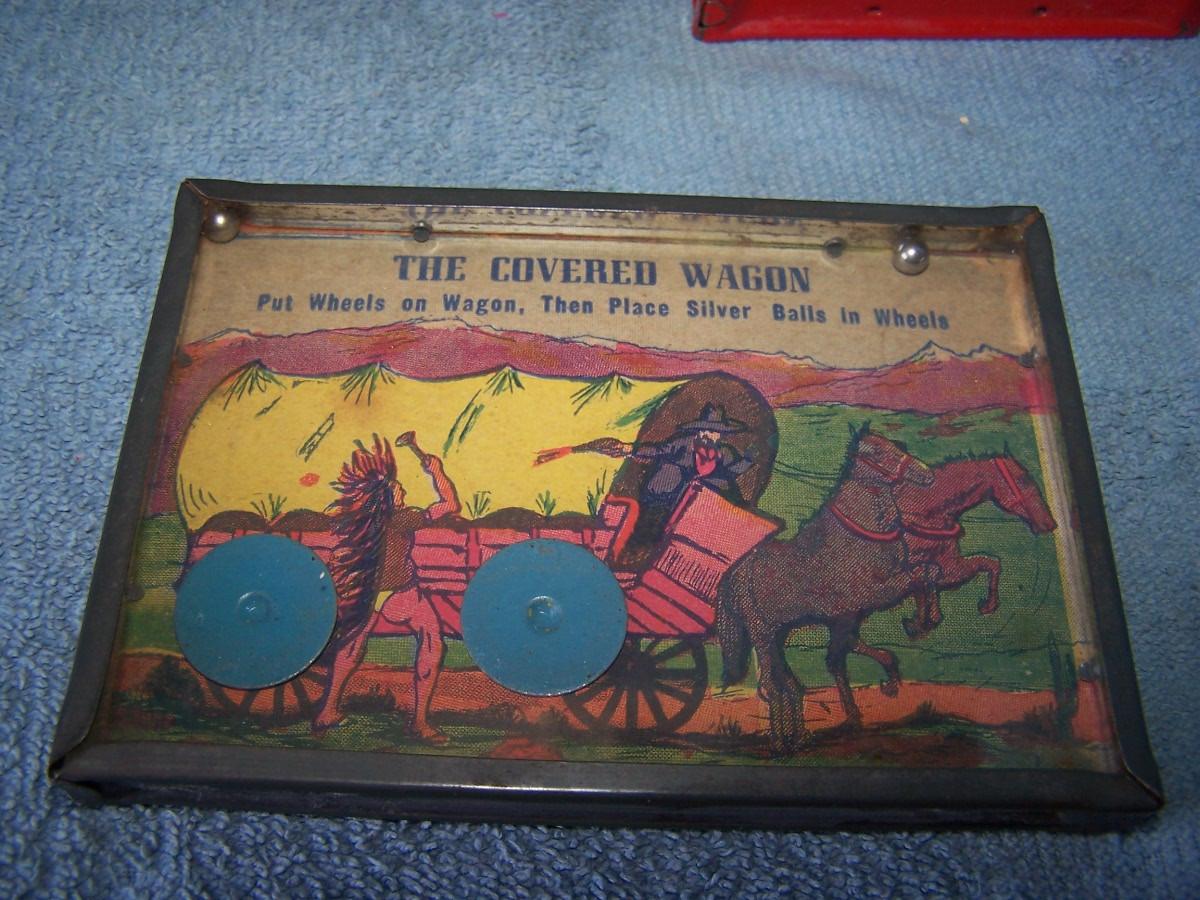 THE COVERED WAGON
Put Wheels on Wagon, Then Place Silver Balls in Wheels